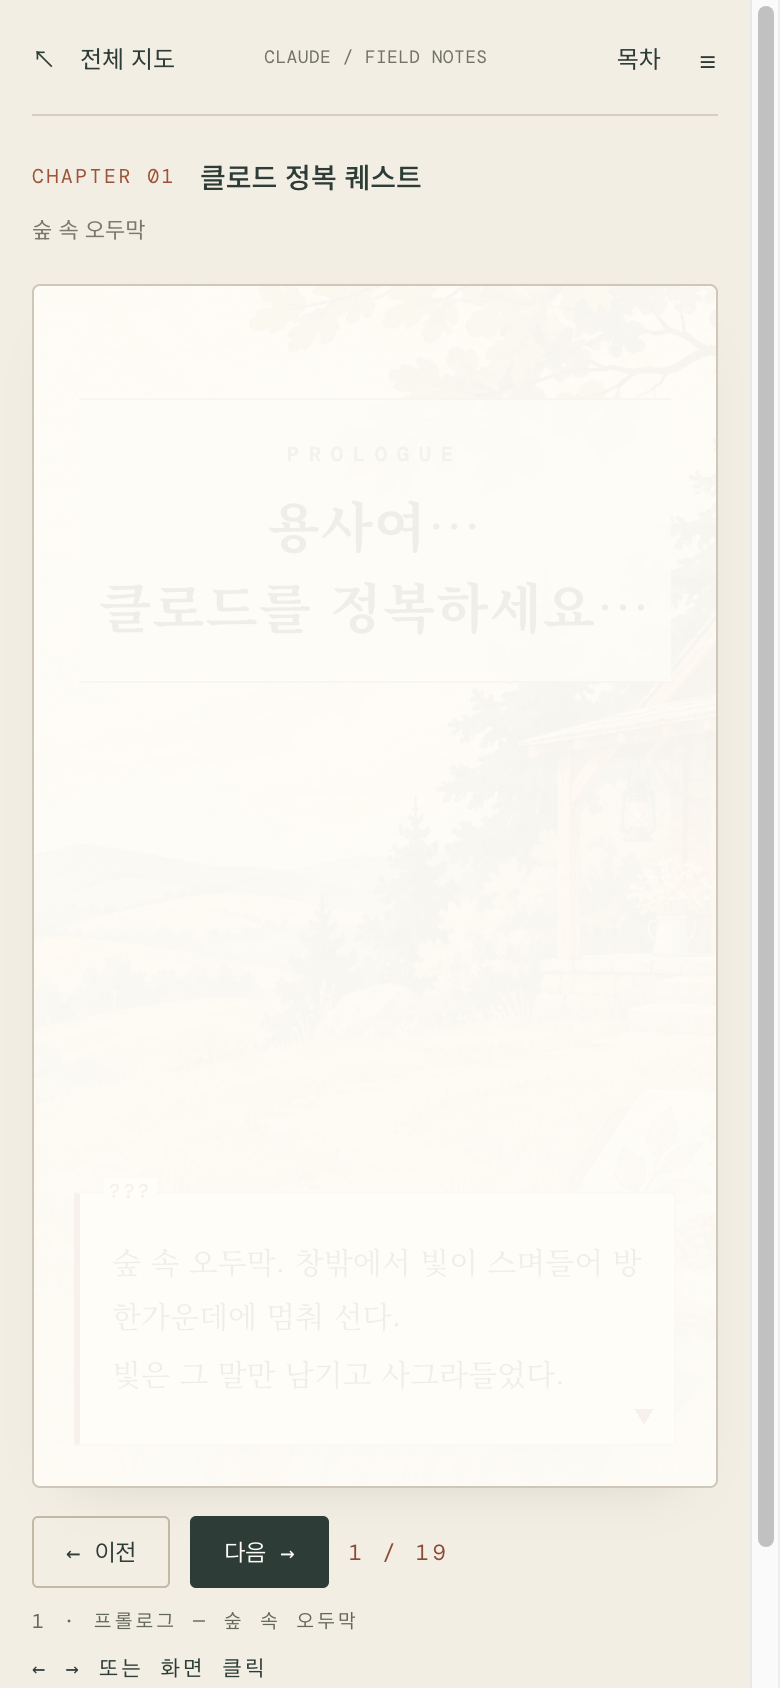 ↖ 전체 지도 CLAUDE / FIELD NOTES 목차 ≡
CHAPTER 01 클로드 정복 퀘스트
숲 속 오두막
PROLOGUE
용사여…
클로드를 정복하세요…
???
숲 속 오두막. 창밖에서 빛이 스며들어 방
한가운데에 멈춰 선다.
빛은 그 말만 남기고 사그라들었다.
▼
← 이전 다음 → 1 / 19
1 · 프롤로그 — 숲 속 오두막
← → 또는 화면 클릭